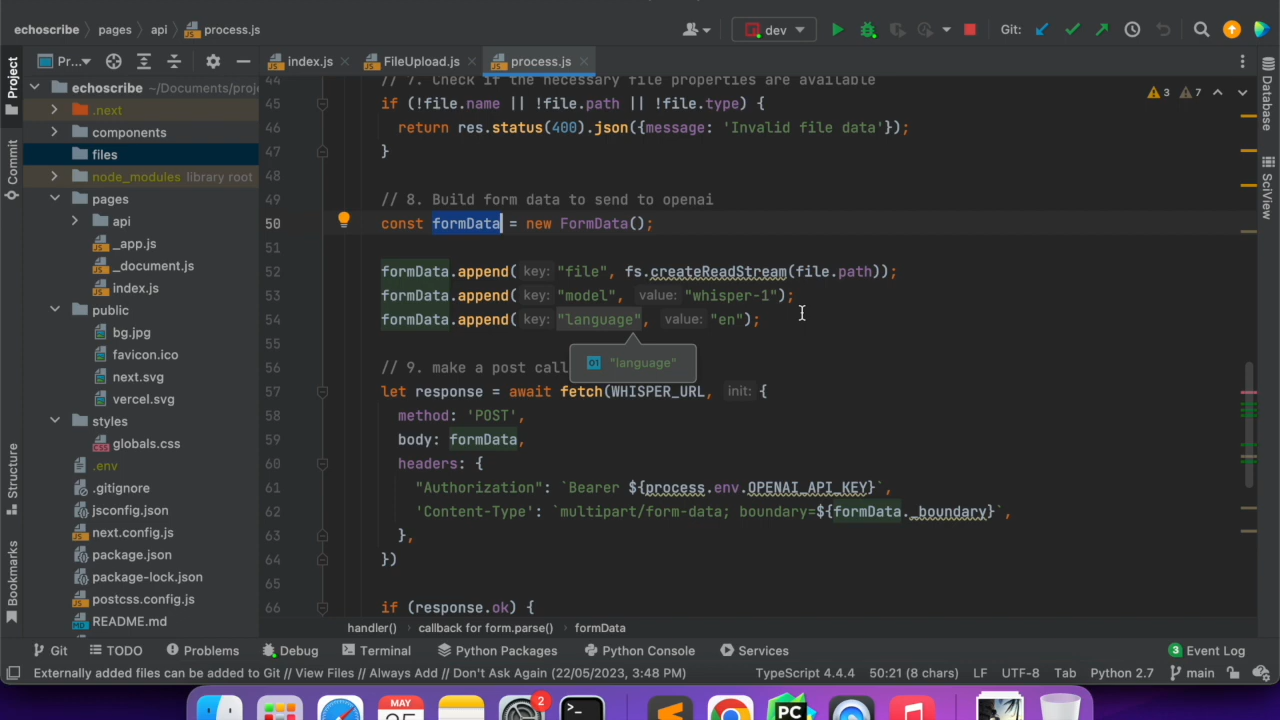 echoscribe
pages
api
process.js
dev
Git:
Project
Pr...
index.js
FileUpload.js
process.js
Database
SciView
Commit
Structure
Bookmarks
echoscribe ~/Documents/proj
.next
components
files
node_modules library root
pages
api
_app.js
_document.js
index.js
public
bg.jpg
favicon.ico
next.svg
vercel.svg
styles
globals.css
.env
.gitignore
jsconfig.json
next.config.js
package.json
package-lock.json
postcss.config.js
README.md
3 7
44 // 7. Check if the necessary file properties are available
45 if (!file.name || !file.path || !file.type) {
46 return res.status(400).json({message: 'Invalid file data'});
47 }
48
49 // 8. Build form data to send to openai
50 const formData = new FormData();
51
52 formData.append( key: "file", fs.createReadStream(file.path));
53 formData.append( key: "model", value: "whisper-1");
54 formData.append( key: "language", value: "en");
"language"
// 9. make a post call
57 let response = await fetch(WHISPER_URL, init: {
58 method: 'POST',
59 body: formData,
60 headers: {
61 "Authorization": `Bearer ${process.env.OPENAI_API_KEY}`,
62 'Content-Type': `multipart/form-data; boundary=${formData._boundary}`,
63 },
64 })
65
66 if (response.ok) {
handler()
callback for form.parse()
formData
Git
TODO
Problems
Debug
Terminal
Python Packages
Python Console
Services
3 Event Log
Externally added files can be added to Git // View Files // Always Add // Don't Ask Again (22/05/2023, 3:48 PM)
TypeScript 4.4.4
50:21 (8 chars)
LF
UTF-8
Tab
Python 2.7
main
MAY
2
>_
PC